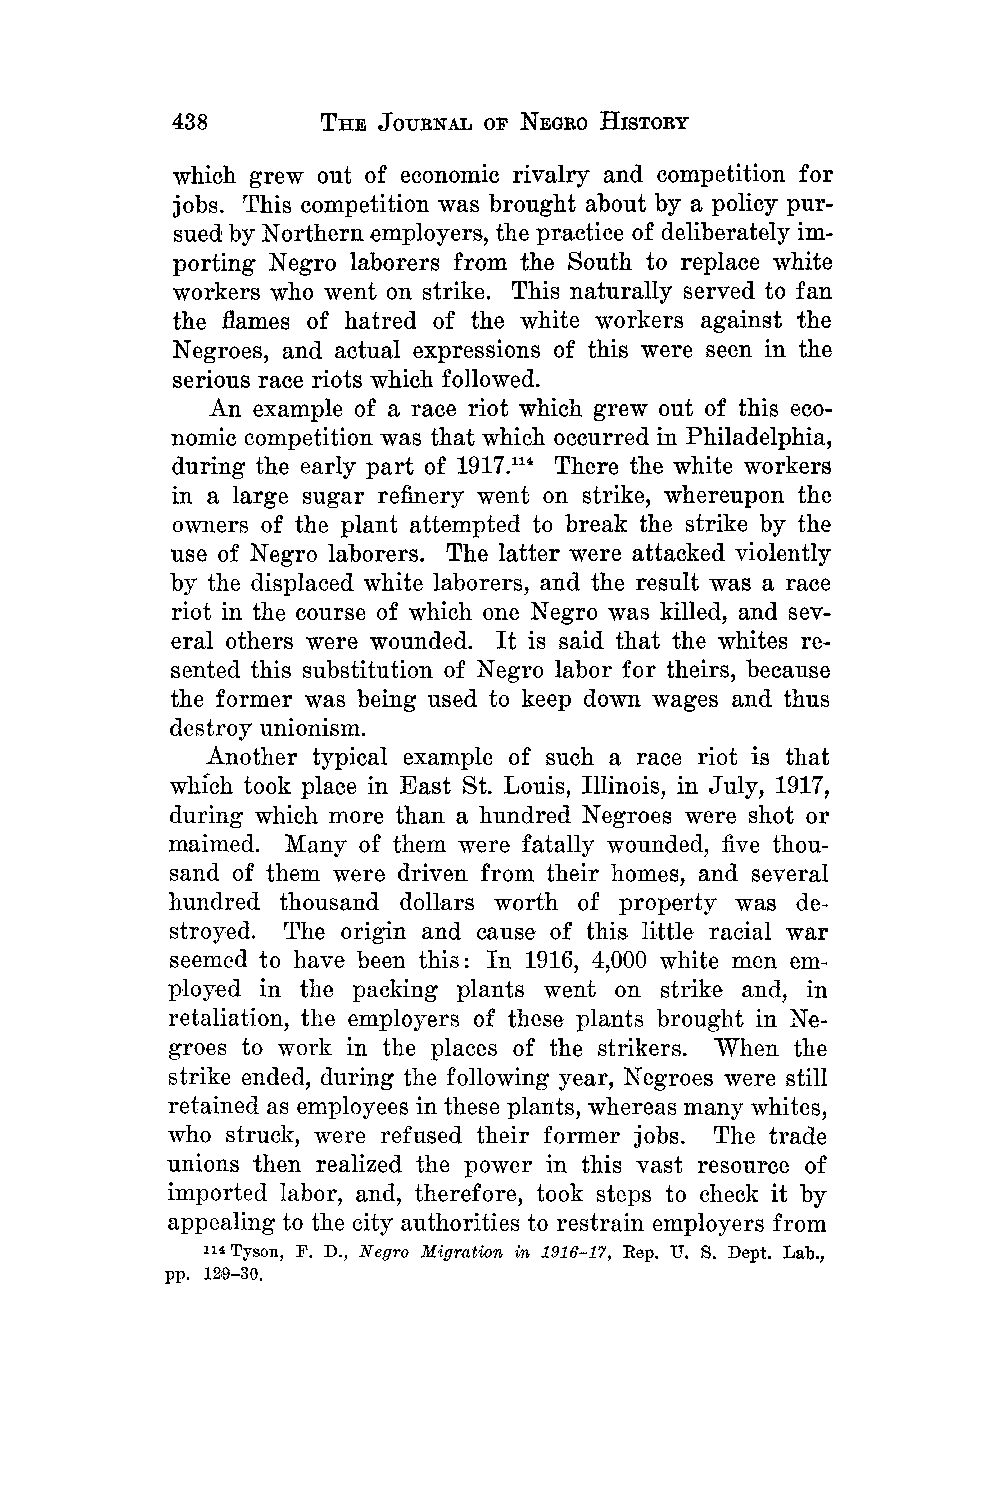 438 THE JOURNAL OF NEGRO HISTORY
which grew out of economic rivalry and competition for
jobs. This competition was brought about by a policy pur-
sued by Northern employers, the practice of deliberately im-
porting Negro laborers from the South to replace white
workers who went on strike. This naturally served to fan
the flames of hatred of the white workers against the
Negroes, and actual expressions of this were seen in the
serious race riots which followed.
An example of a race riot which grew out of this eco-
nomic competition was that which occurred in Philadelphia,
during the early part of 1917.¹¹⁴ There the white workers
in a large sugar refinery went on strike, whereupon the
owners of the plant attempted to break the strike by the
use of Negro laborers. The latter were attacked violently
by the displaced white laborers, and the result was a race
riot in the course of which one Negro was killed, and sev-
eral others were wounded. It is said that the whites re-
sented this substitution of Negro labor for theirs, because
the former was being used to keep down wages and thus
destroy unionism.
Another typical example of such a race riot is that
which took place in East St. Louis, Illinois, in July, 1917,
during which more than a hundred Negroes were shot or
maimed. Many of them were fatally wounded, five thou-
sand of them were driven from their homes, and several
hundred thousand dollars worth of property was de-
stroyed. The origin and cause of this little racial war
seemed to have been this: In 1916, 4,000 white men em-
ployed in the packing plants went on strike and, in
retaliation, the employers of these plants brought in Ne-
groes to work in the places of the strikers. When the
strike ended, during the following year, Negroes were still
retained as employees in these plants, whereas many whites,
who struck, were refused their former jobs. The trade
unions then realized the power in this vast resource of
imported labor, and, therefore, took steps to check it by
appealing to the city authorities to restrain employers from
¹¹⁴ Tyson, F. D., Negro Migration in 1916–17, Rep. U. S. Dept. Lab.,
pp. 129–30.